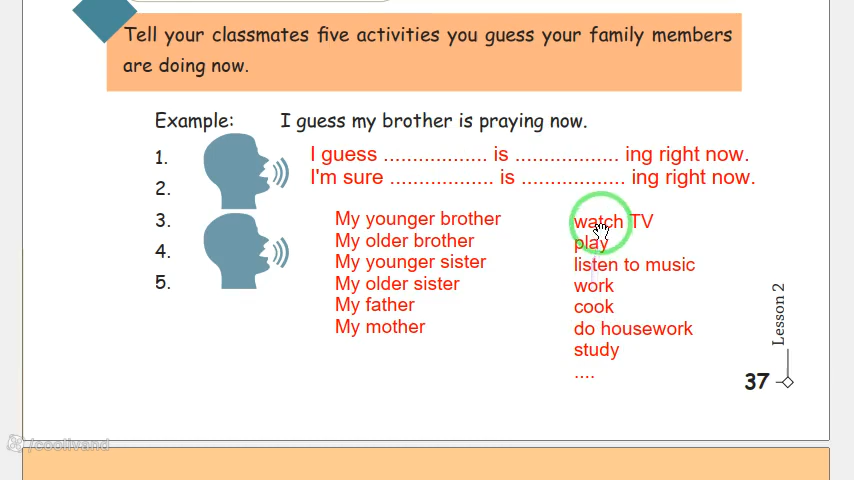 Tell your classmates five activities you guess your family members
are doing now.
Example: I guess my brother is praying now.
1.
2.
3.
4.
5.
I guess .................. is .................. ing right now.
I'm sure .................. is .................. ing right now.
My younger brother
My older brother
My younger sister
My older sister
My father
My mother
watch TV
play
listen to music
work
cook
do housework
study
....
Lesson 2
37
/coolivand